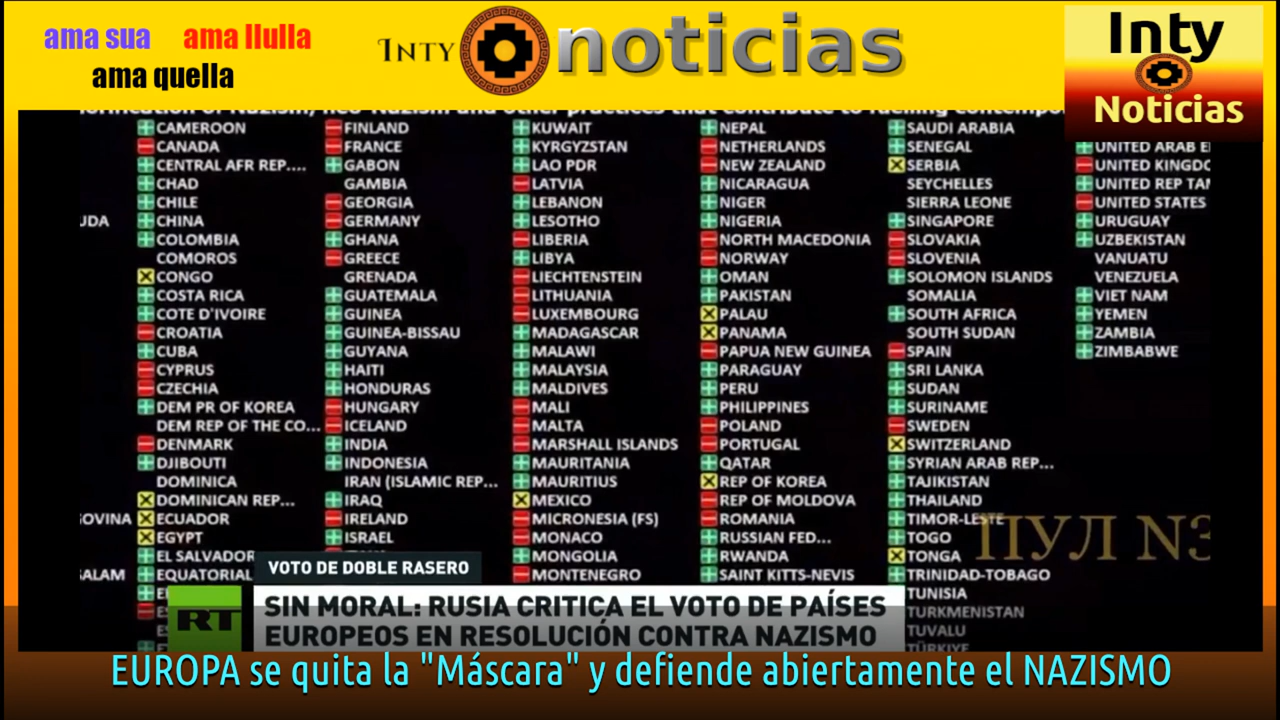 ama sua ama llulla
ama quella
INTY noticias
Inty
Noticias
CAMEROON
CANADA
CENTRAL AFR REP....
CHAD
CHILE
UDA CHINA
COLOMBIA
COMOROS
CONGO
COSTA RICA
COTE D'IVOIRE
CROATIA
CUBA
CYPRUS
CZECHIA
DEM PR OF KOREA
DEM REP OF THE CO...
DENMARK
DJIBOUTI
DOMINICA
DOMINICAN REP...
GOVINA ECUADOR
EGYPT
EL SALVADOR
SALAM EQUATORIAL
FINLAND
FRANCE
GABON
GAMBIA
GEORGIA
GERMANY
GHANA
GREECE
GRENADA
GUATEMALA
GUINEA
GUINEA-BISSAU
GUYANA
HAITI
HONDURAS
HUNGARY
ICELAND
INDIA
INDONESIA
IRAN (ISLAMIC REP...
IRAQ
IRELAND
ISRAEL
KUWAIT
KYRGYZSTAN
LAO PDR
LATVIA
LEBANON
LESOTHO
LIBERIA
LIBYA
LIECHTENSTEIN
LITHUANIA
LUXEMBOURG
MADAGASCAR
MALAWI
MALAYSIA
MALDIVES
MALI
MALTA
MARSHALL ISLANDS
MAURITANIA
MAURITIUS
MEXICO
MICRONESIA (FS)
MONACO
MONGOLIA
MONTENEGRO
NEPAL
NETHERLANDS
NEW ZEALAND
NICARAGUA
NIGER
NIGERIA
NORTH MACEDONIA
NORWAY
OMAN
PAKISTAN
PALAU
PANAMA
PAPUA NEW GUINEA
PARAGUAY
PERU
PHILIPPINES
POLAND
PORTUGAL
QATAR
REP OF KOREA
REP OF MOLDOVA
ROMANIA
RUSSIAN FED...
RWANDA
SAINT KITTS-NEVIS
SAUDI ARABIA
SENEGAL
SERBIA
SEYCHELLES
SIERRA LEONE
SINGAPORE
SLOVAKIA
SLOVENIA
SOLOMON ISLANDS
SOMALIA
SOUTH AFRICA
SOUTH SUDAN
SPAIN
SRI LANKA
SUDAN
SURINAME
SWEDEN
SWITZERLAND
SYRIAN ARAB REP...
TAJIKISTAN
THAILAND
TIMOR-LESTE
TOGO
TONGA
TRINIDAD-TOBAGO
TUNISIA
TURKMENISTAN
TUVALU
TÜRKIYE
UNITED ARAB E
UNITED KINGDO
UNITED REP TA
UNITED STATES
URUGUAY
UZBEKISTAN
VANUATU
VENEZUELA
VIET NAM
YEMEN
ZAMBIA
ZIMBABWE
ПУЛ N3
VOTO DE DOBLE RASERO
RT
SIN MORAL: RUSIA CRITICA EL VOTO DE PAÍSES
EUROPEOS EN RESOLUCIÓN CONTRA NAZISMO
EUROPA se quita la "Máscara" y defiende abiertamente el NAZISMO